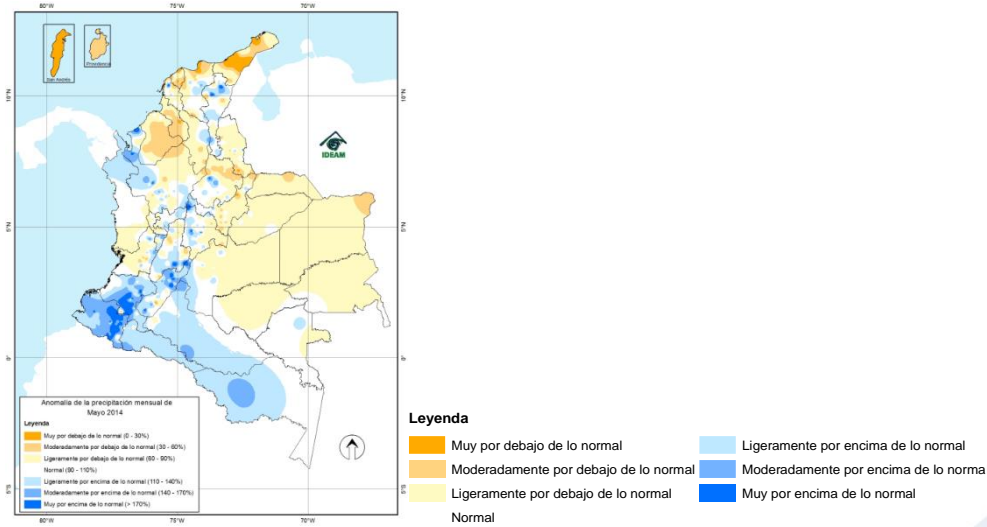 80°W 75°W 70°W
San Andrés
Providencia
10°N 10°N
IDEAM
5°N 5°N
0° 0°
Anomalía de la precipitación mensual de
Mayo 2014
Leyenda
Muy por debajo de lo normal (0 - 30%)
Moderadamente por debajo de lo normal (30 - 60%)
Ligeramente por debajo de lo normal (60 - 90%)
Normal (90 - 110%)
Ligeramente por encima de lo normal (110 - 140%)
Moderadamente por encima de lo normal (140 - 170%)
Muy por encima de lo normal (> 170%)
5°S 5°S
80°W 75°W 70°W
Leyenda
Muy por debajo de lo normal
Moderadamente por debajo de lo normal
Ligeramente por debajo de lo normal
Normal
Ligeramente por encima de lo normal
Moderadamente por encima de lo norma
Muy por encima de lo normal